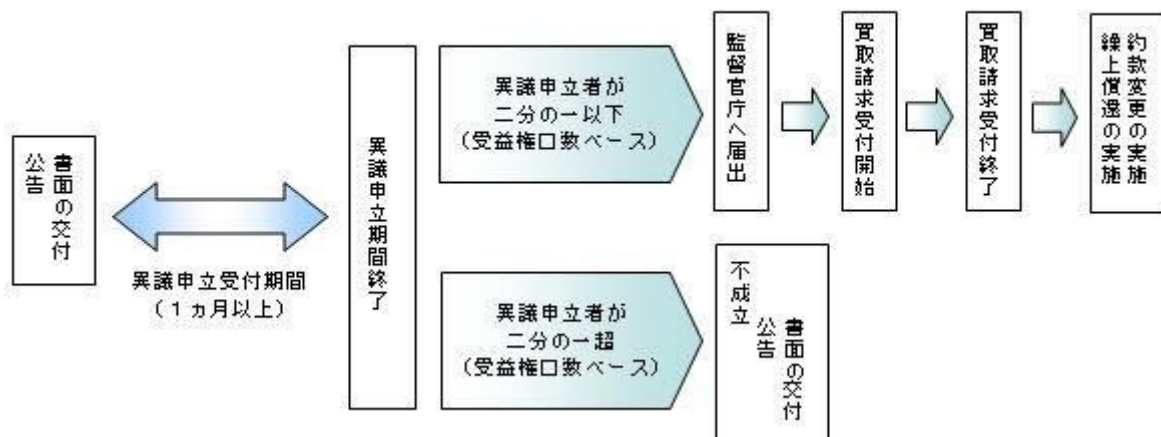 書面の交付
公告
異議申立受付期間
（１ヵ月以上）
異議申立期間終了
異議申立者が
二分の一以下
（受益権口数ベース）
監督官庁へ届出
買取請求受付開始
買取請求受付終了
約款変更の実施
繰上償還の実施
異議申立者が
二分の一超
（受益権口数ベース）
不成立
書面の交付
公告